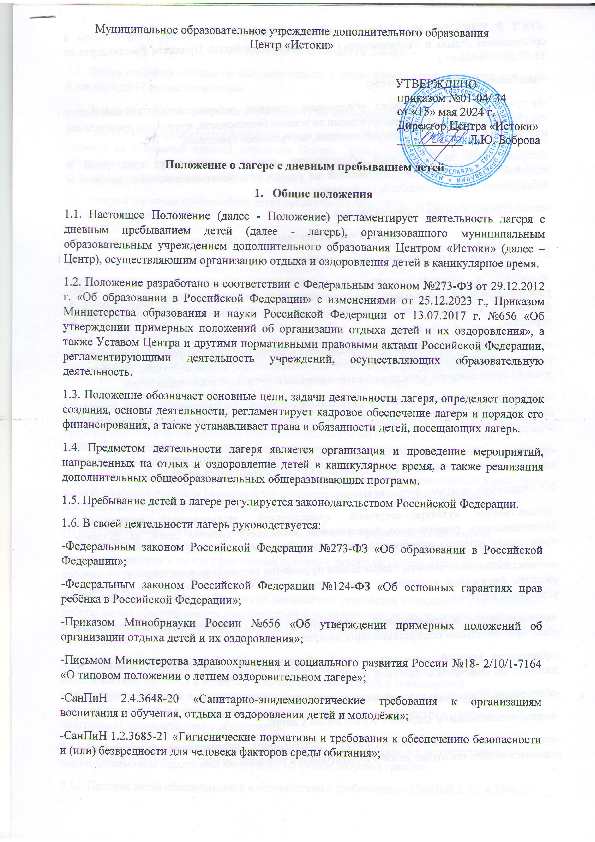 Муниципальное образовательное учреждение дополнительного образования
Центр «Истоки»
УТВЕРЖДЕНО
приказом №01-04/ 34
от «15» мая 2024 г.
Директор Центра «Истоки»
Л.Ю. Боброва
Положение о лагере с дневным пребыванием детей
1. Общие положения
1.1. Настоящее Положение (далее - Положение) регламентирует деятельность лагеря с
дневным пребыванием детей (далее - лагерь), организованного муниципальным
образовательным учреждением дополнительного образования Центром «Истоки» (далее –
Центр), осуществляющим организацию отдыха и оздоровления детей в каникулярное время.
1.2. Положение разработано в соответствии с Федеральным законом №273-ФЗ от 29.12.2012
г. «Об образовании в Российской Федерации» с изменениями от 25.12.2023 г., Приказом
Министерства образования и науки Российской Федерации от 13.07.2017 г. №656 «Об
утверждении примерных положений об организации отдыха детей и их оздоровления», а
также Уставом Центра и другими нормативными правовыми актами Российской Федерации,
регламентирующими деятельность учреждений, осуществляющих образовательную
деятельность.
1.3. Положение обозначает основные цели, задачи деятельности лагеря, определяет порядок
создания, основы деятельности, регламентирует кадровое обеспечение лагеря и порядок его
финансирования, а также устанавливает права и обязанности детей, посещающих лагерь.
1.4. Предметом деятельности лагеря является организация и проведение мероприятий,
направленных на отдых и оздоровление детей в каникулярное время, а также реализация
дополнительных общеобразовательных общеразвивающих программ.
1.5. Пребывание детей в лагере регулируется законодательством Российской Федерации.
1.6. В своей деятельности лагерь руководствуется:
-Федеральным законом Российской Федерации №273-ФЗ «Об образовании в Российской
Федерации»;
-Федеральным законом Российской Федерации №124-ФЗ «Об основных гарантиях прав
ребёнка в Российской Федерации»;
-Приказом Минобрнауки России №656 «Об утверждении примерных положений об
организации отдыха детей и их оздоровления»;
-Письмом Министерства здравоохранения и социального развития России №18- 2/10/1-7164
«О типовом положении о детском оздоровительном лагере»;
-СанПиН 2.4.3648-20 «Санитарно-эпидемиологические требования к организациям
воспитания и обучения, отдыха и оздоровления детей и молодёжи»;
-СанПиН 1.2.3685-21 «Гигиенические нормативы и требования к обеспечению безопасности
и (или) безвредности для человека факторов среды обитания»;